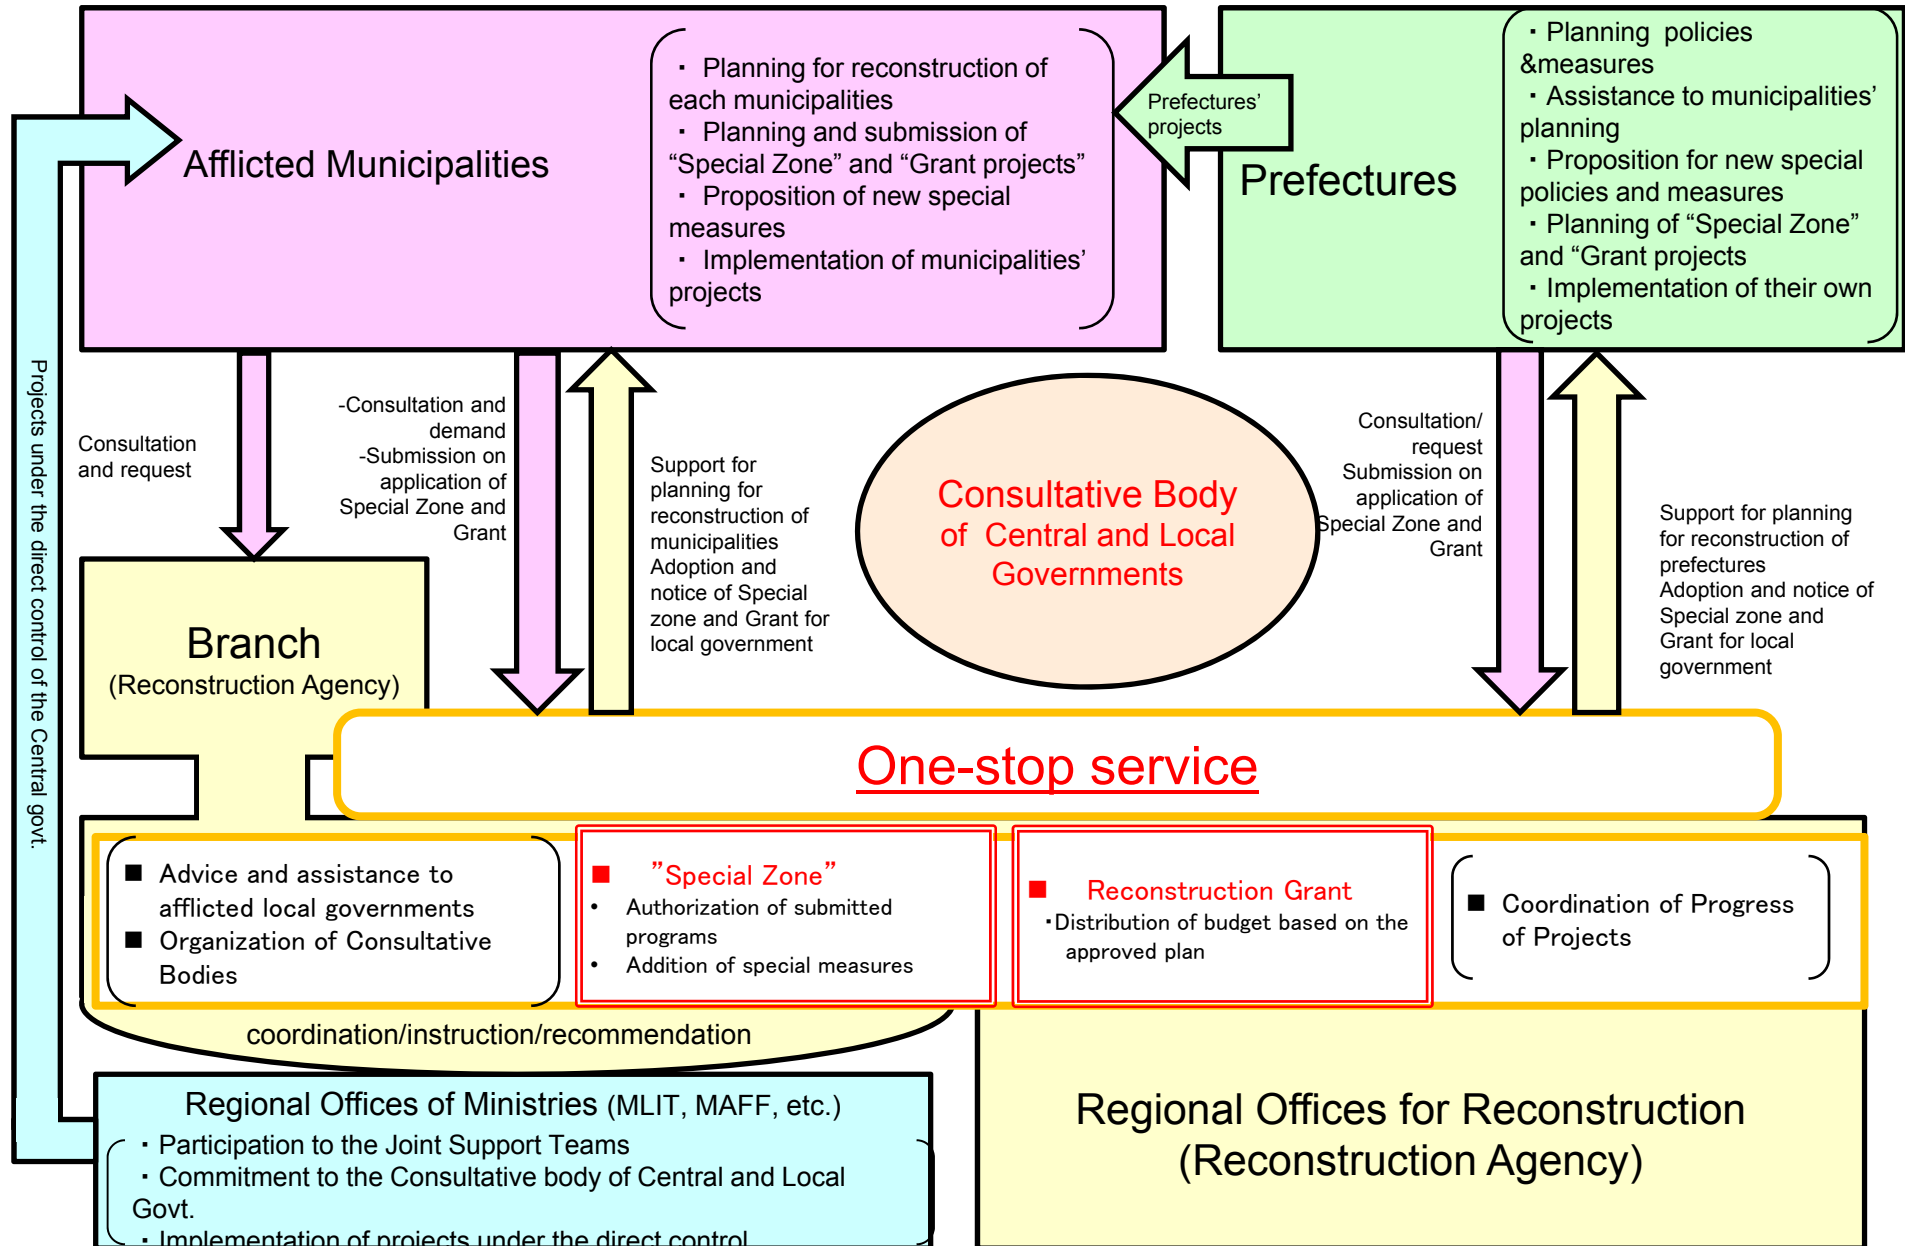 Afflicted Municipalities
・ Planning for reconstruction of
each municipalities
・ Planning and submission of
“Special Zone” and “Grant projects”
・ Proposition of new special
measures
・ Implementation of municipalities’
projects
Prefectures’
projects
Prefectures
・Planning policies
&measures
・Assistance to municipalities’
planning
・Proposition for new special
policies and measures
・Planning of “Special Zone”
and “Grant projects
・Implementation of their own
projects
Projects under the direct control of the Central govt.
Consultation
and request
-Consultation and
demand
-Submission on
application of
Special Zone and
Grant
Support for
planning for
reconstruction of
municipalities
Adoption and
notice of Special
zone and Grant for
local government
Consultative Body
of Central and Local
Governments
Consultation/
request
Submission on
application of
Special Zone and
Grant
Support for planning
for reconstruction of
prefectures
Adoption and notice of
Special zone and
Grant for local
government
Branch
(Reconstruction Agency)
One-stop service
■ Advice and assistance to
afflicted local governments
■ Organization of Consultative
Bodies
■ ”Special Zone”
• Authorization of submitted
programs
• Addition of special measures
■ Reconstruction Grant
・Distribution of budget based on the
approved plan
■ Coordination of Progress
of Projects
coordination/instruction/recommendation
Regional Offices of Ministries (MLIT, MAFF, etc.)
・Participation to the Joint Support Teams
・Commitment to the Consultative body of Central and Local
Govt.
・Implementation of projects under the direct control
Regional Offices for Reconstruction
(Reconstruction Agency)